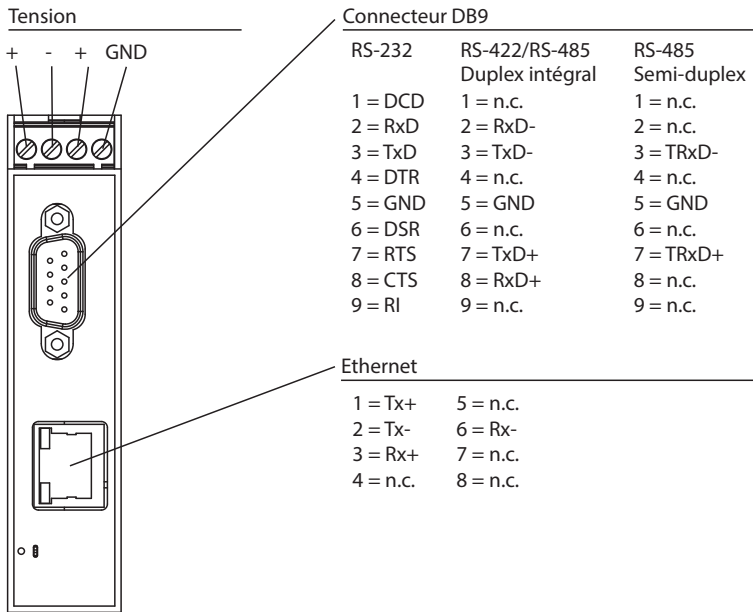 Tension
+ - + GND
Connecteur DB9
RS-232 RS-422/RS-485 RS-485
Duplex intégral Semi-duplex
1 = DCD 1 = n.c. 1 = n.c.
2 = RxD 2 = RxD- 2 = n.c.
3 = TxD 3 = TxD- 3 = TRxD-
4 = DTR 4 = n.c. 4 = n.c.
5 = GND 5 = GND 5 = GND
6 = DSR 6 = n.c. 6 = n.c.
7 = RTS 7 = TxD+ 7 = TRxD+
8 = CTS 8 = RxD+ 8 = n.c.
9 = RI 9 = n.c. 9 = n.c.
Ethernet
1 = Tx+ 5 = n.c.
2 = Tx- 6 = Rx-
3 = Rx+ 7 = n.c.
4 = n.c. 8 = n.c.